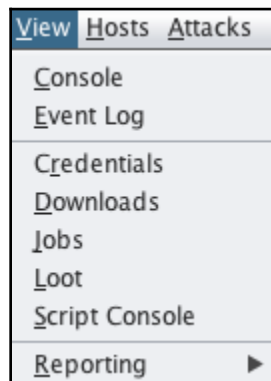 View Hosts Attacks
Console
Event Log
Credentials
Downloads
Jobs
Loot
Script Console
Reporting